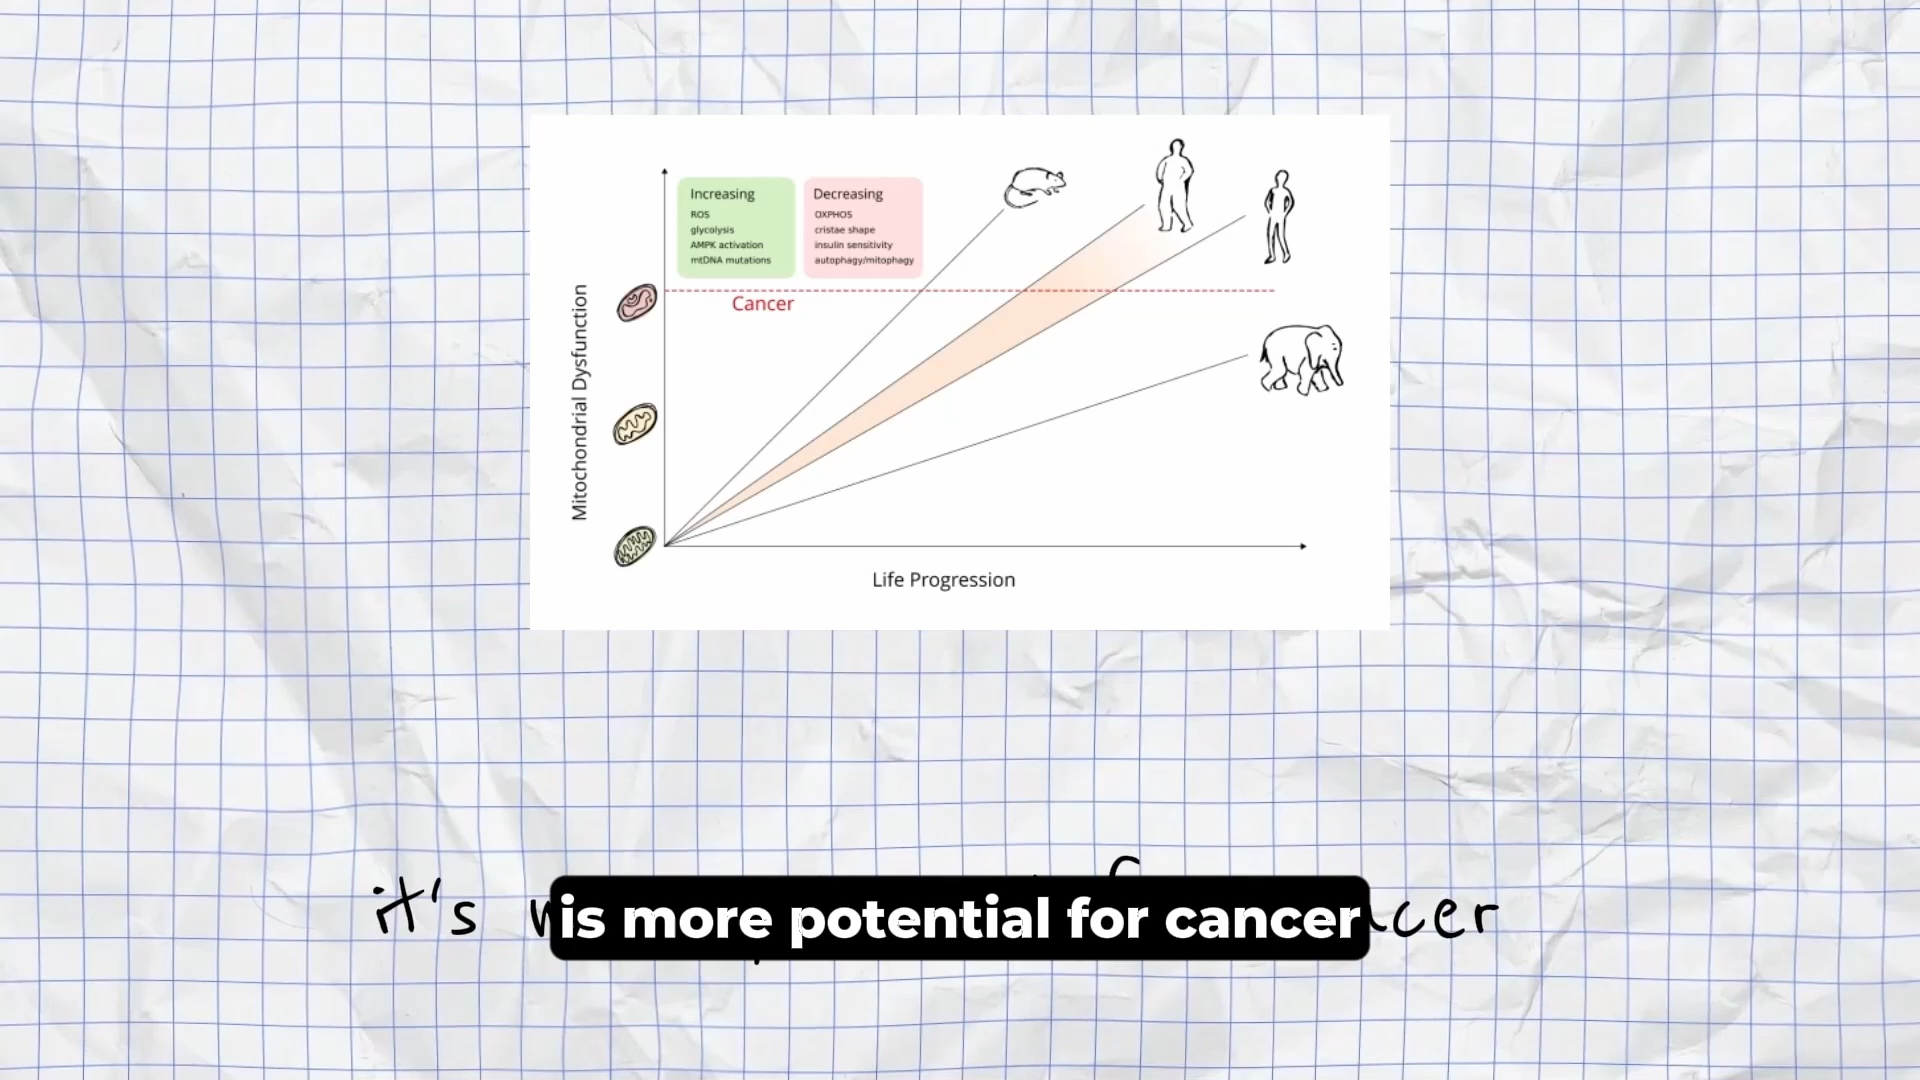 Increasing
ROS
glycolysis
AMPK activation
mtDNA mutations
Decreasing
OXPHOS
cristae shape
insulin sensitivity
autophagy/mitophagy
Cancer
Mitochondrial Dysfunction
Life Progression
it's
is more potential for cancer